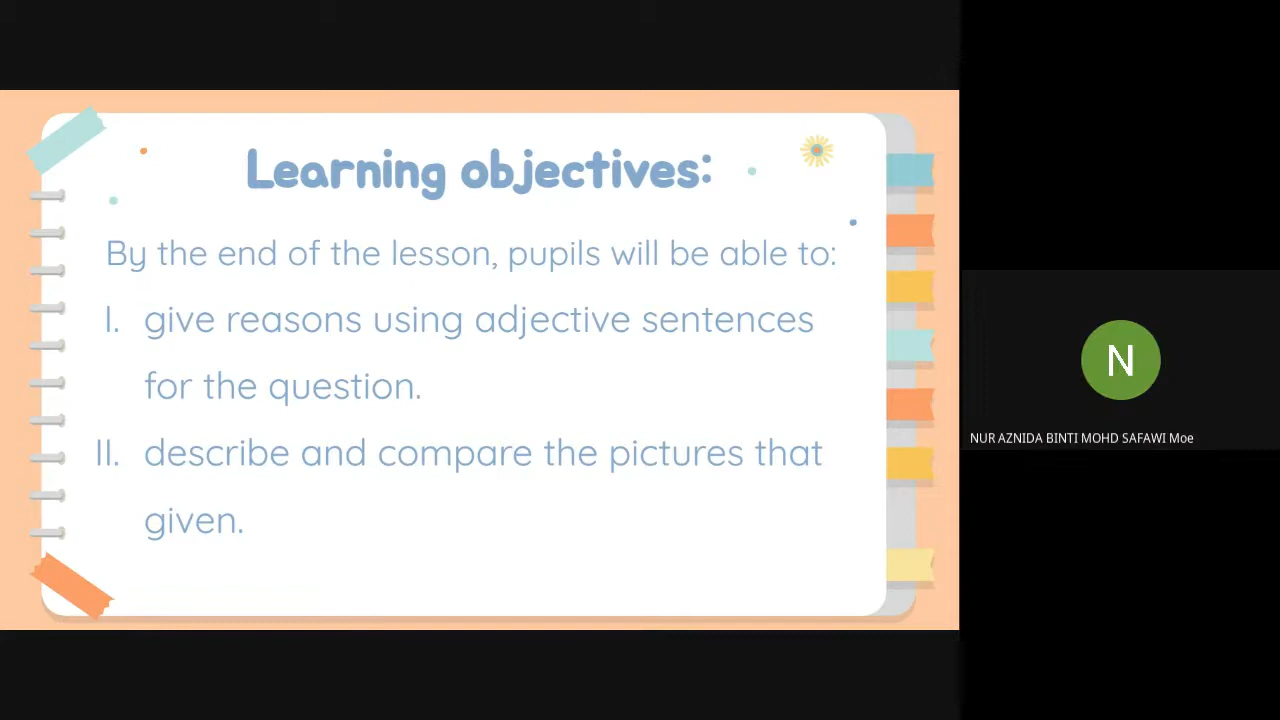 Learning objectives:
By the end of the lesson, pupils will be able to:
I. give reasons using adjective sentences
for the question.
II. describe and compare the pictures that
given.
N
NUR AZNIDA BINTI MOHD SAFAWI Moe